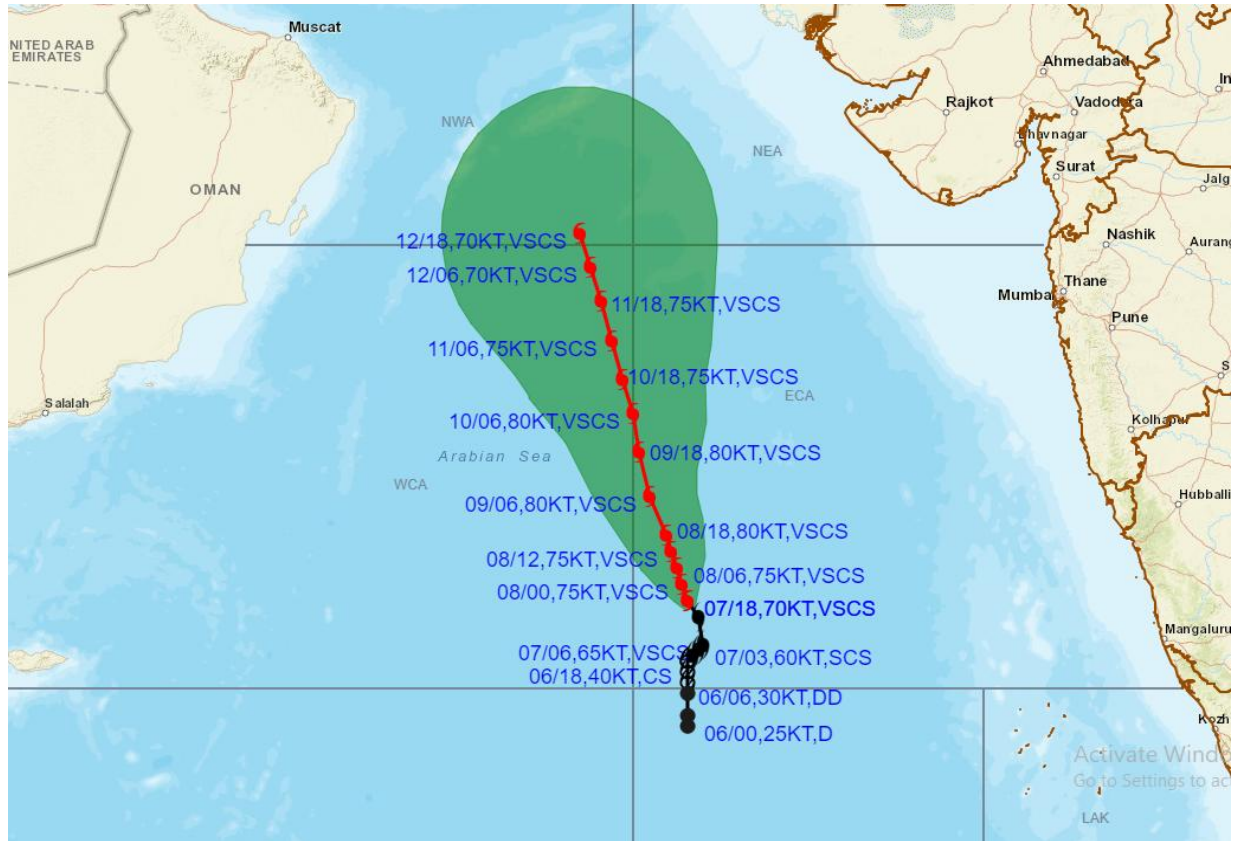 Muscat
NITED ARAB
EMIRATES
Ahmedabad
In
Rajkot
Vadodara
NWA
Bhavnagar
NEA
Surat
Jalg
OMAN
12/18,70KT,VSCS
Nashik
Aurang
12/06,70KT,VSCS
Thane
Mumbai
11/18,75KT,VSCS
Pune
11/06,75KT,VSCS
S
10/18,75KT,VSCS
ECA
Salalah
10/06,80KT,VSCS
Kolhapur
Arabian Sea
09/18,80KT,VSCS
WCA
Hubballi
09/06,80KT,VSCS
08/18,80KT,VSCS
08/12,75KT,VSCS
08/06,75KT,VSCS
08/00,75KT,VSCS
07/18,70KT,VSCS
Mangaluru
07/06,65KT,VSCS
07/03,60KT,SCS
06/18,40KT,CS
06/06,30KT,DD
Kozh
06/00,25KT,D
Activate Windo
Go to Settings to ac
LAK